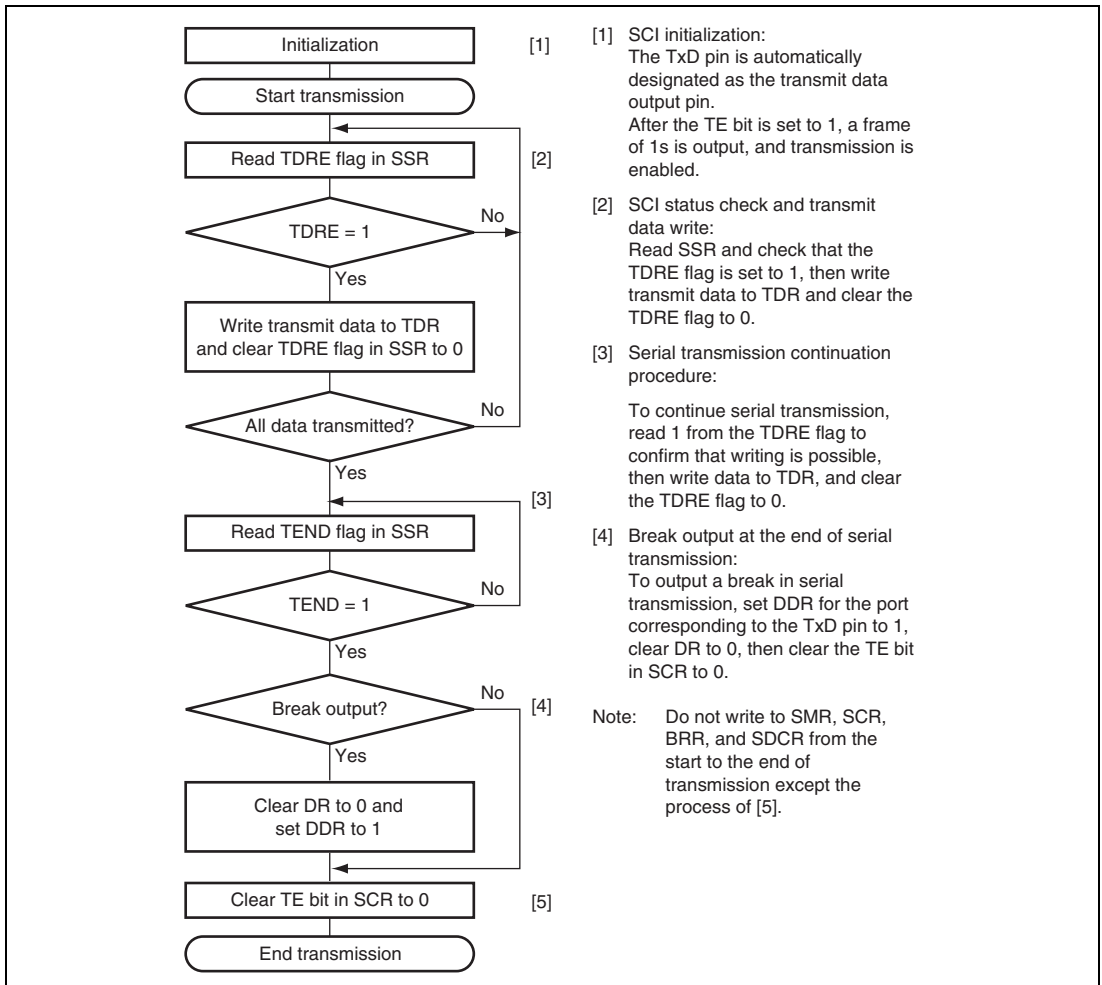 Initialization
[1]
Start transmission
Read TDRE flag in SSR
[2]
TDRE = 1
No
Yes
Write transmit data to TDR
and clear TDRE flag in SSR to 0
All data transmitted?
No
Yes
[3]
Read TEND flag in SSR
TEND = 1
No
Yes
Break output?
No
[4]
Yes
Clear DR to 0 and
set DDR to 1
Clear TE bit in SCR to 0
[5]
End transmission
[1] SCI initialization:
The TxD pin is automatically
designated as the transmit data
output pin.
After the TE bit is set to 1, a frame
of 1s is output, and transmission is
enabled.
[2] SCI status check and transmit
data write:
Read SSR and check that the
TDRE flag is set to 1, then write
transmit data to TDR and clear the
TDRE flag to 0.
[3] Serial transmission continuation
procedure:
To continue serial transmission,
read 1 from the TDRE flag to
confirm that writing is possible,
then write data to TDR, and clear
the TDRE flag to 0.
[4] Break output at the end of serial
transmission:
To output a break in serial
transmission, set DDR for the port
corresponding to the TxD pin to 1,
clear DR to 0, then clear the TE bit
in SCR to 0.
Note: Do not write to SMR, SCR,
BRR, and SDCR from the
start to the end of
transmission except the
process of [5].